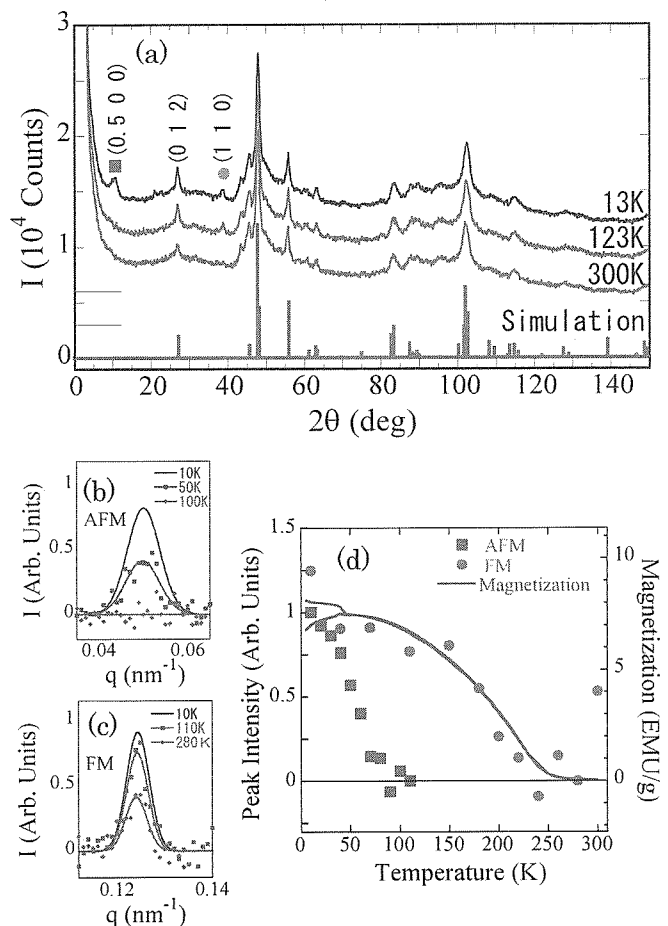 (a)
3
2
1
0
I (10⁴ Counts)
(0.5 0 0)
(0 1 2)
(1 1 0)
13K
123K
300K
Simulation
0 20 40 60 80 100 120 140
2θ (deg)
(b)
AFM
10K
50K
100K
1
0.5
0
I (Arb. Units)
0.04 0.06
q (nm⁻¹)
(c)
FM
10K
110K
280K
1
0.5
0
I (Arb. Units)
0.12 0.14
q (nm⁻¹)
(d)
AFM
FM
Magnetization
1.5
1
0.5
0
Peak Intensity (Arb. Units)
10
5
0
Magnetization (EMU/g)
0 50 100 150 200 250 300
Temperature (K)